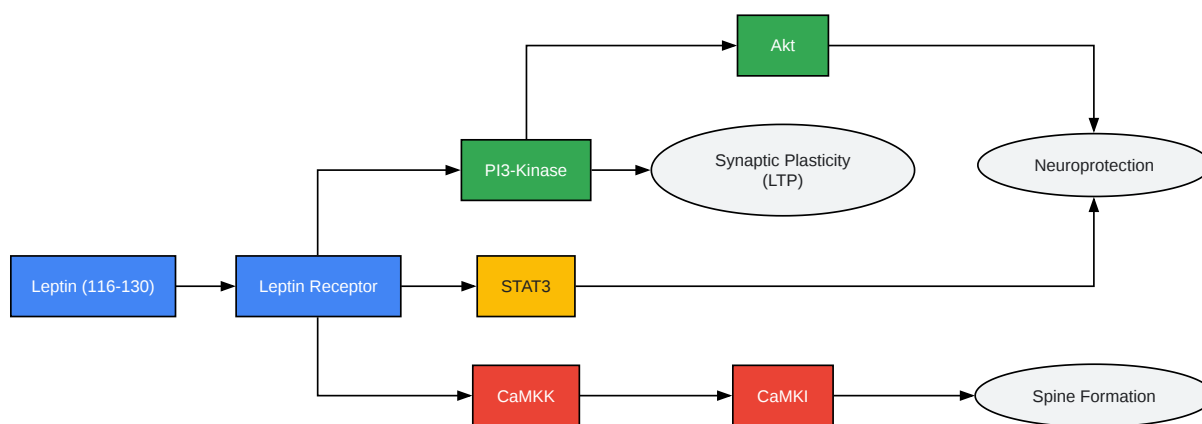 Akt
PI3-Kinase
Synaptic Plasticity
(LTP)
Neuroprotection
Leptin (116-130)
Leptin Receptor
STAT3
CaMKK
CaMKI
Spine Formation